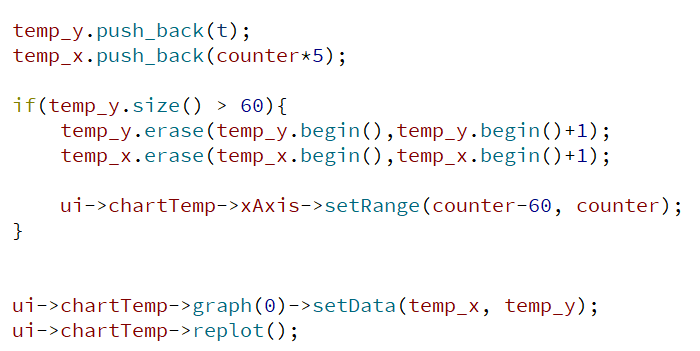 temp_y.push_back(t);
temp_x.push_back(counter*5);
if(temp_y.size() > 60){
temp_y.erase(temp_y.begin(),temp_y.begin()+1);
temp_x.erase(temp_x.begin(),temp_x.begin()+1);
ui->chartTemp->xAxis->setRange(counter-60, counter);
}
ui->chartTemp->graph(0)->setData(temp_x, temp_y);
ui->chartTemp->replot();